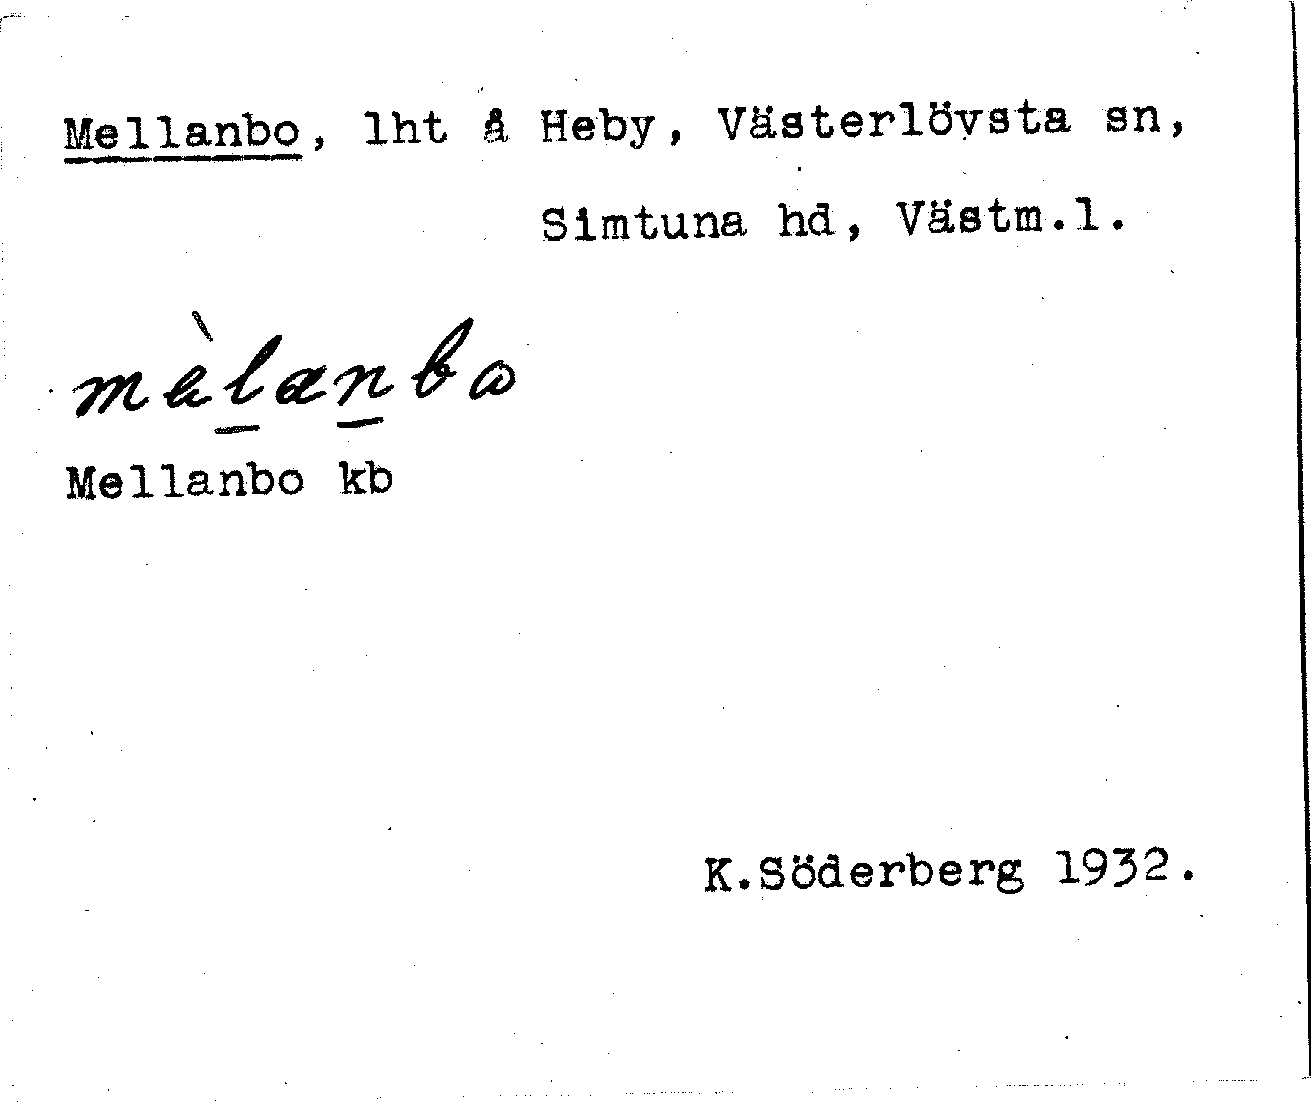 Mellanbo, lht å Heby, Västerlövsta sn,
Simtuna hd, Västm.l.
mèlanbo
Mellanbo kb
K.Söderberg 1932.